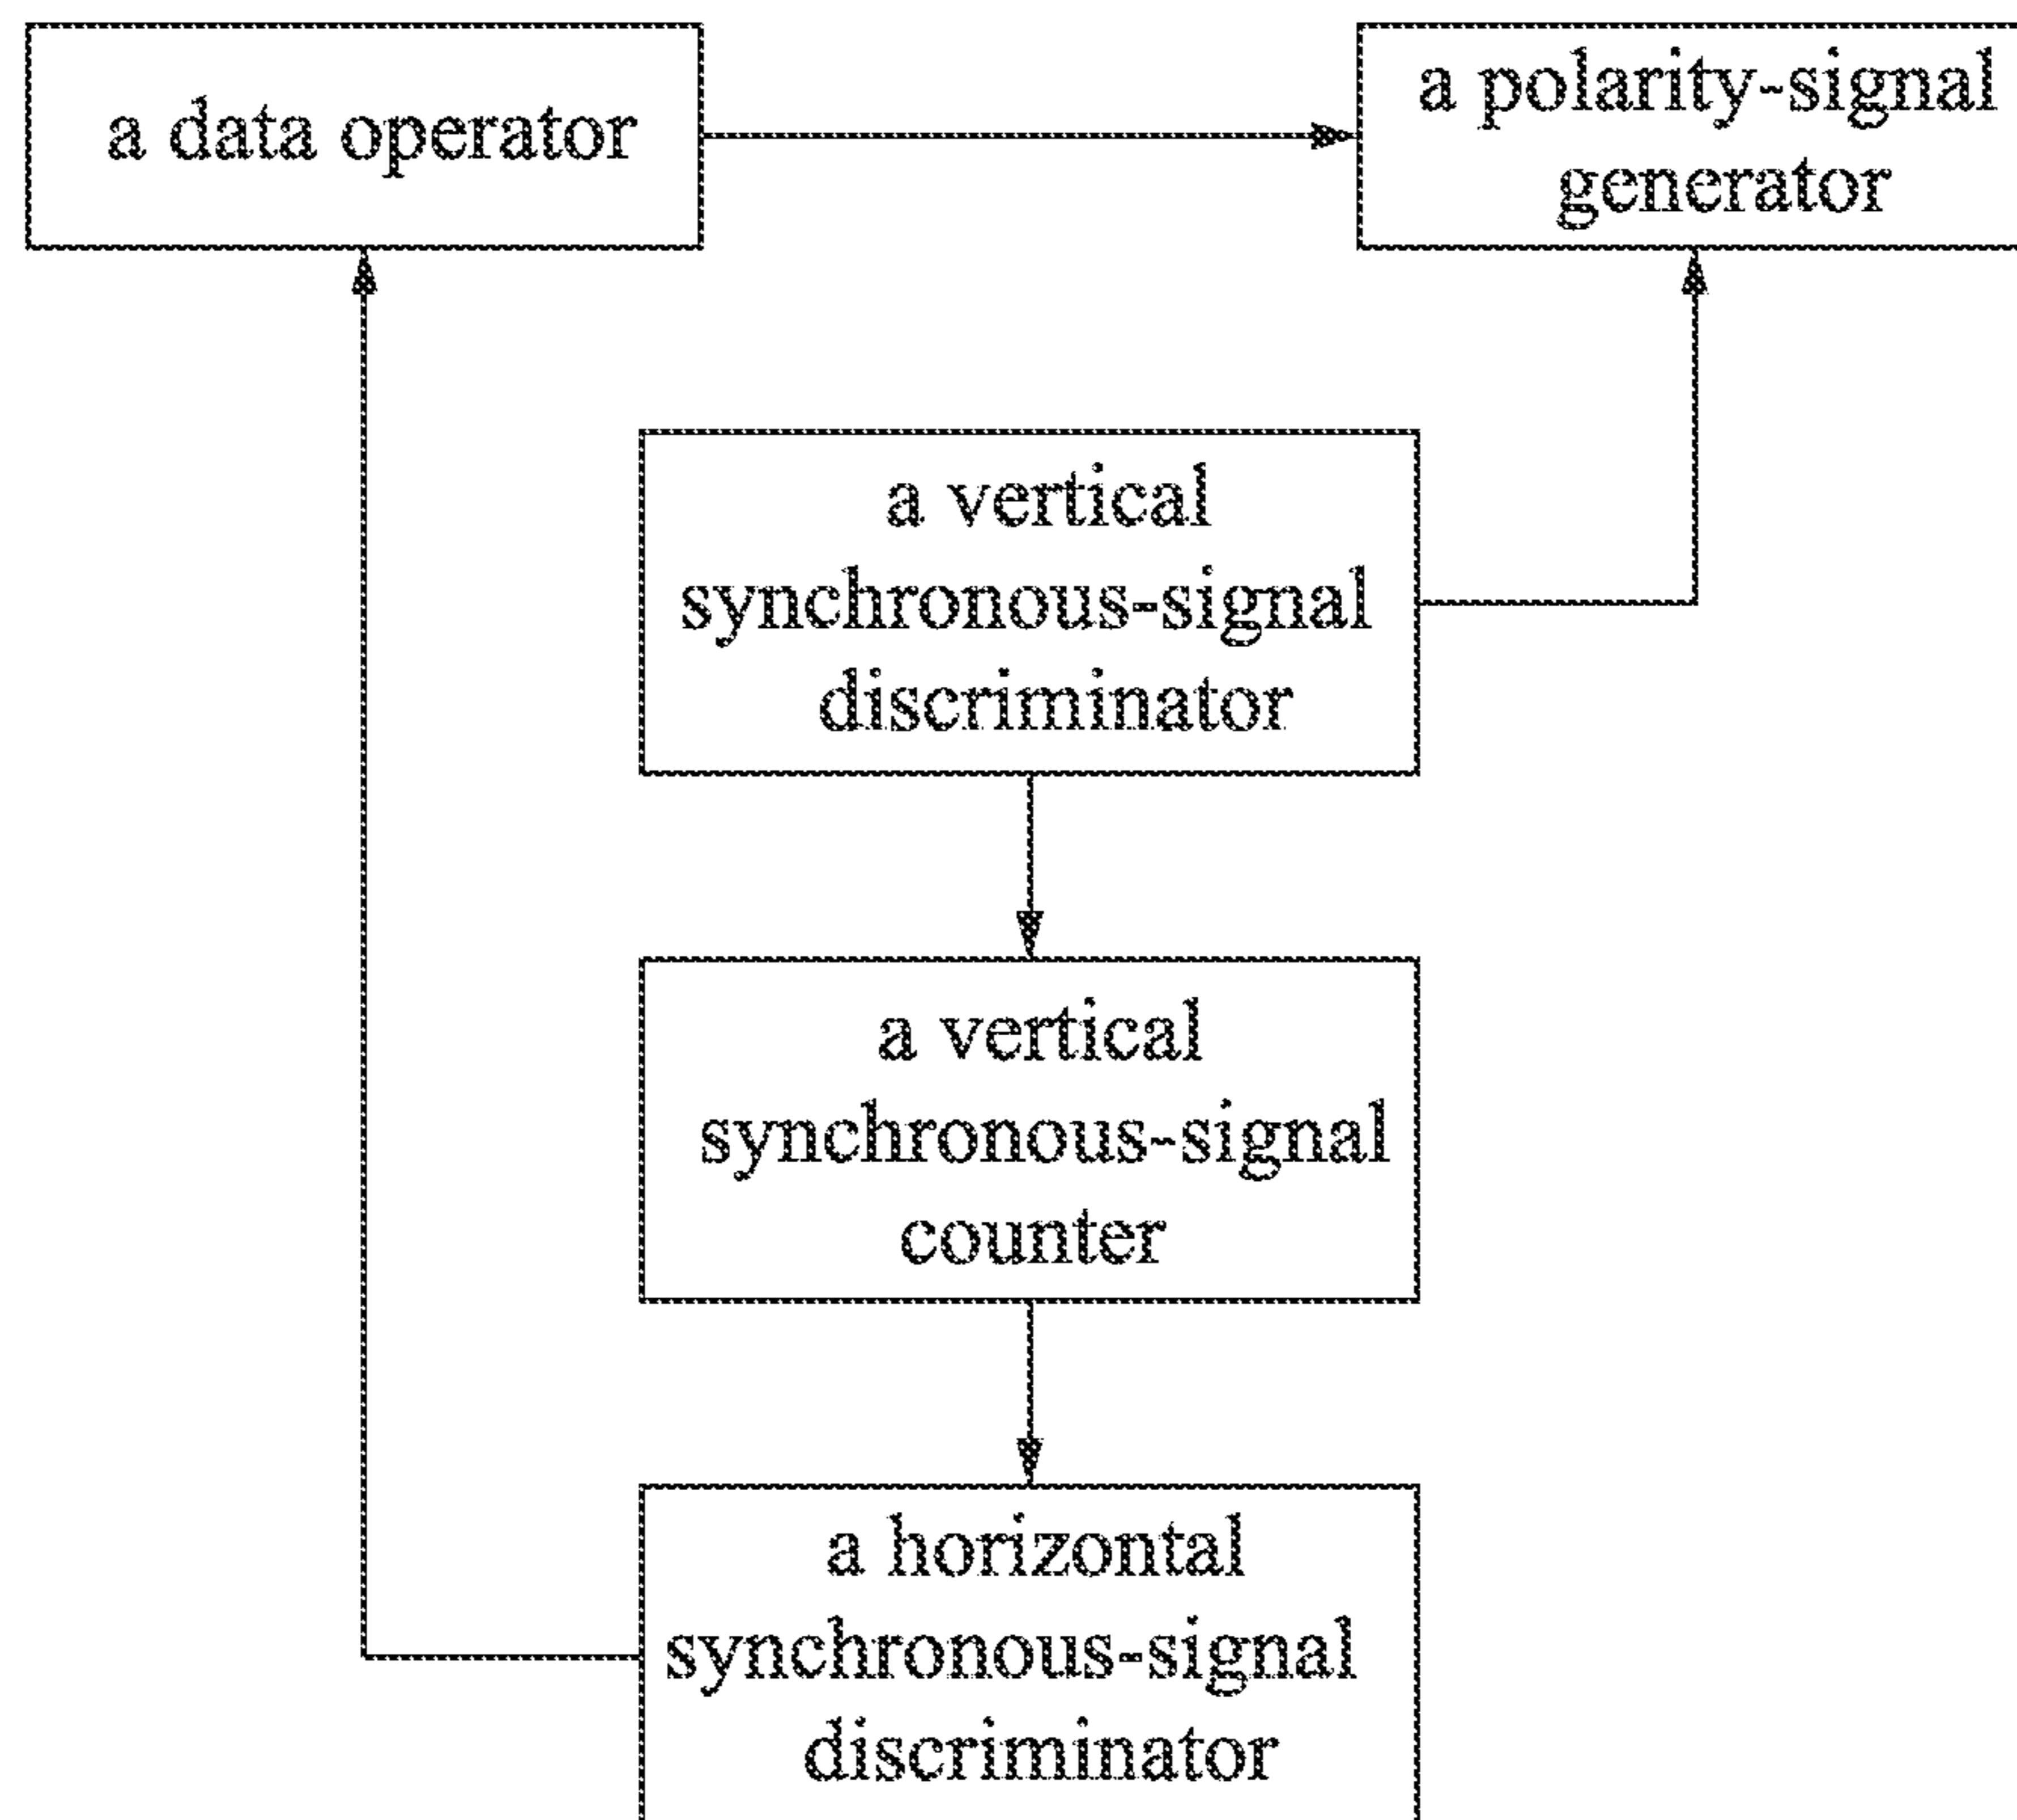 a data operator
a polarity-signal
generator
a vertical
synchronous-signal
discriminator
a vertical
synchronous-signal
counter
a horizontal
synchronous-signal
discriminator